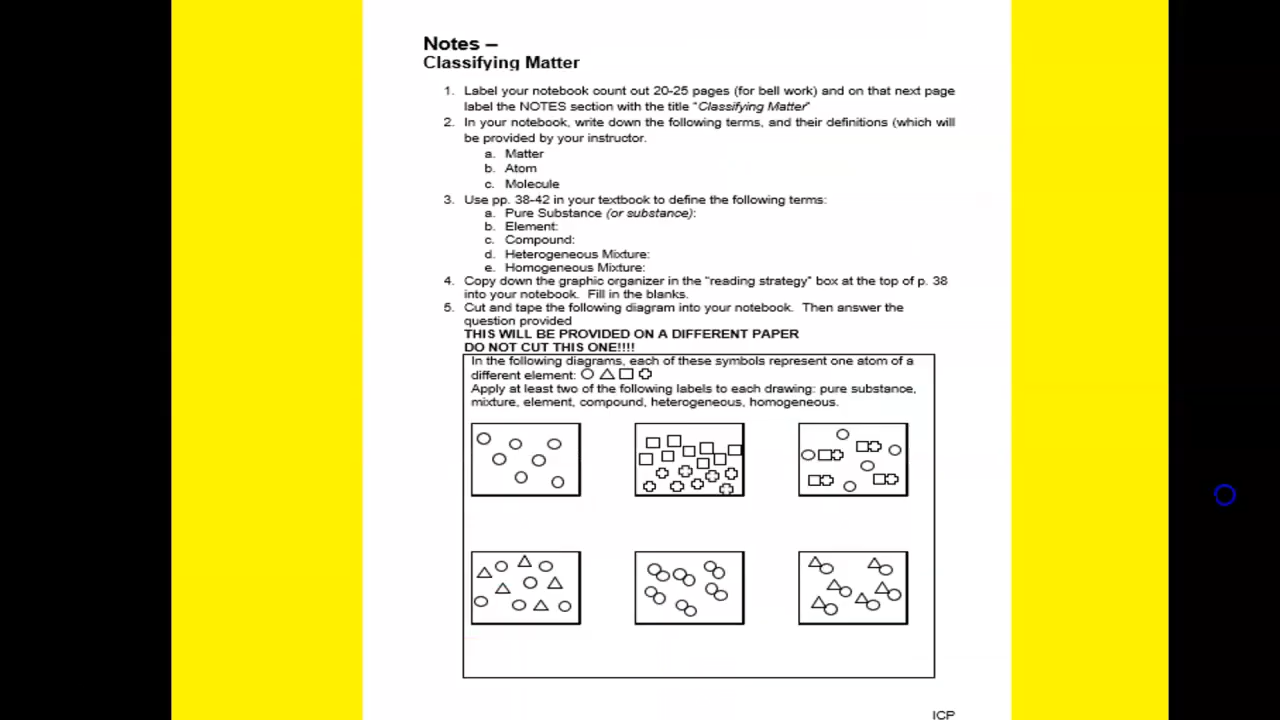 Notes –
Classifying Matter
1. Label your notebook count out 20-25 pages (for bell work) and on that next page
label the NOTES section with the title "Classifying Matter"
2. In your notebook, write down the following terms, and their definitions (which will
be provided by your instructor.
a. Matter
b. Atom
c. Molecule
3. Use pp. 38-42 in your textbook to define the following terms:
a. Pure Substance (or substance):
b. Element:
c. Compound:
d. Heterogeneous Mixture:
e. Homogeneous Mixture:
4. Copy down the graphic organizer in the "reading strategy" box at the top of p. 38
into your notebook. Fill in the blanks.
5. Cut and tape the following diagram into your notebook. Then answer the
question provided
THIS WILL BE PROVIDED ON A DIFFERENT PAPER
DO NOT CUT THIS ONE!!!!
In the following diagrams, each of these symbols represent one atom of a
different element:
Apply at least two of the following labels to each drawing: pure substance,
mixture, element, compound, heterogeneous, homogeneous.
ICP